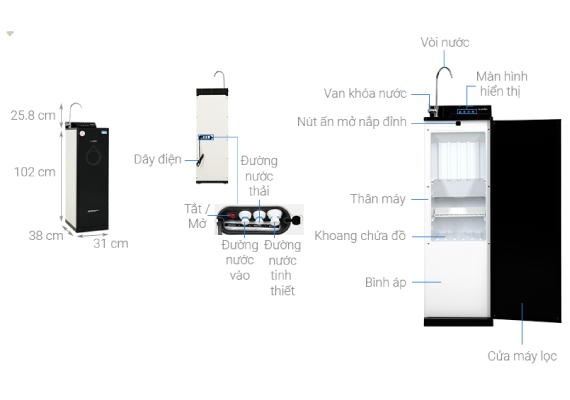 25.8 cm
102 cm
38 cm
31 cm
Dây điện
Tắt /
Mở
Đường
nước
thải
Đường
nước
vào
Đường
nước
tinh
thiết
Vòi nước
Màn hình
hiển thị
Van khóa nước
Nút ấn mở nắp đỉnh
Thân máy
Khoang chứa đồ
Bình áp
Cửa máy lọc